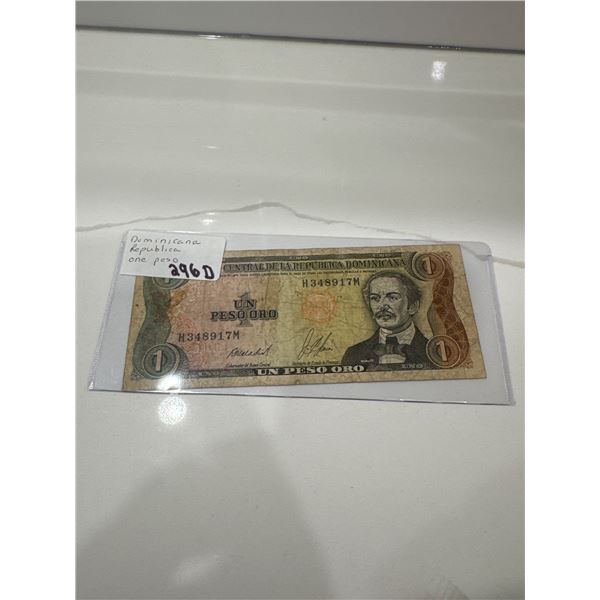 Dominicana
Republica
one peso
296D
CENTRAL DE LA REPUBLICA DOMINICANA
1
H348917M
UN
PESO ORO
H348917M
1
1
UN PESO ORO
UNO